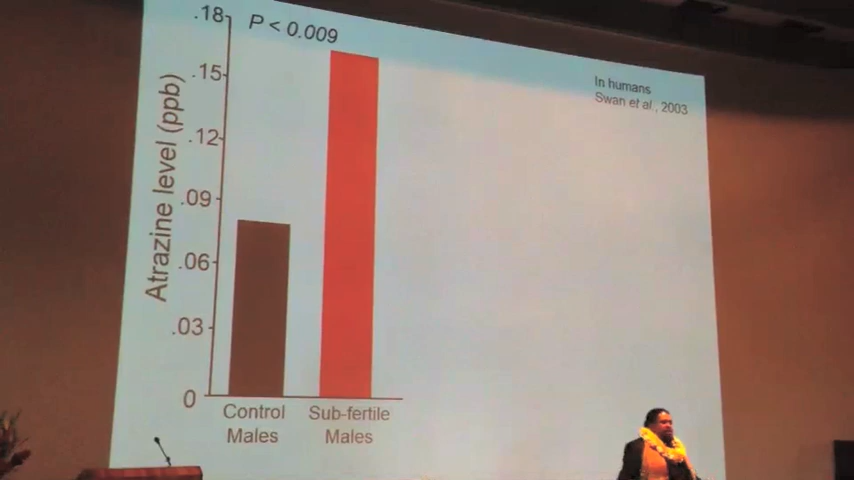 .18
P < 0.009
.15
.12
.09
.06
.03
0
Atrazine level (ppb)
Control
Males
Sub-fertile
Males
In humans
Swan et al., 2003